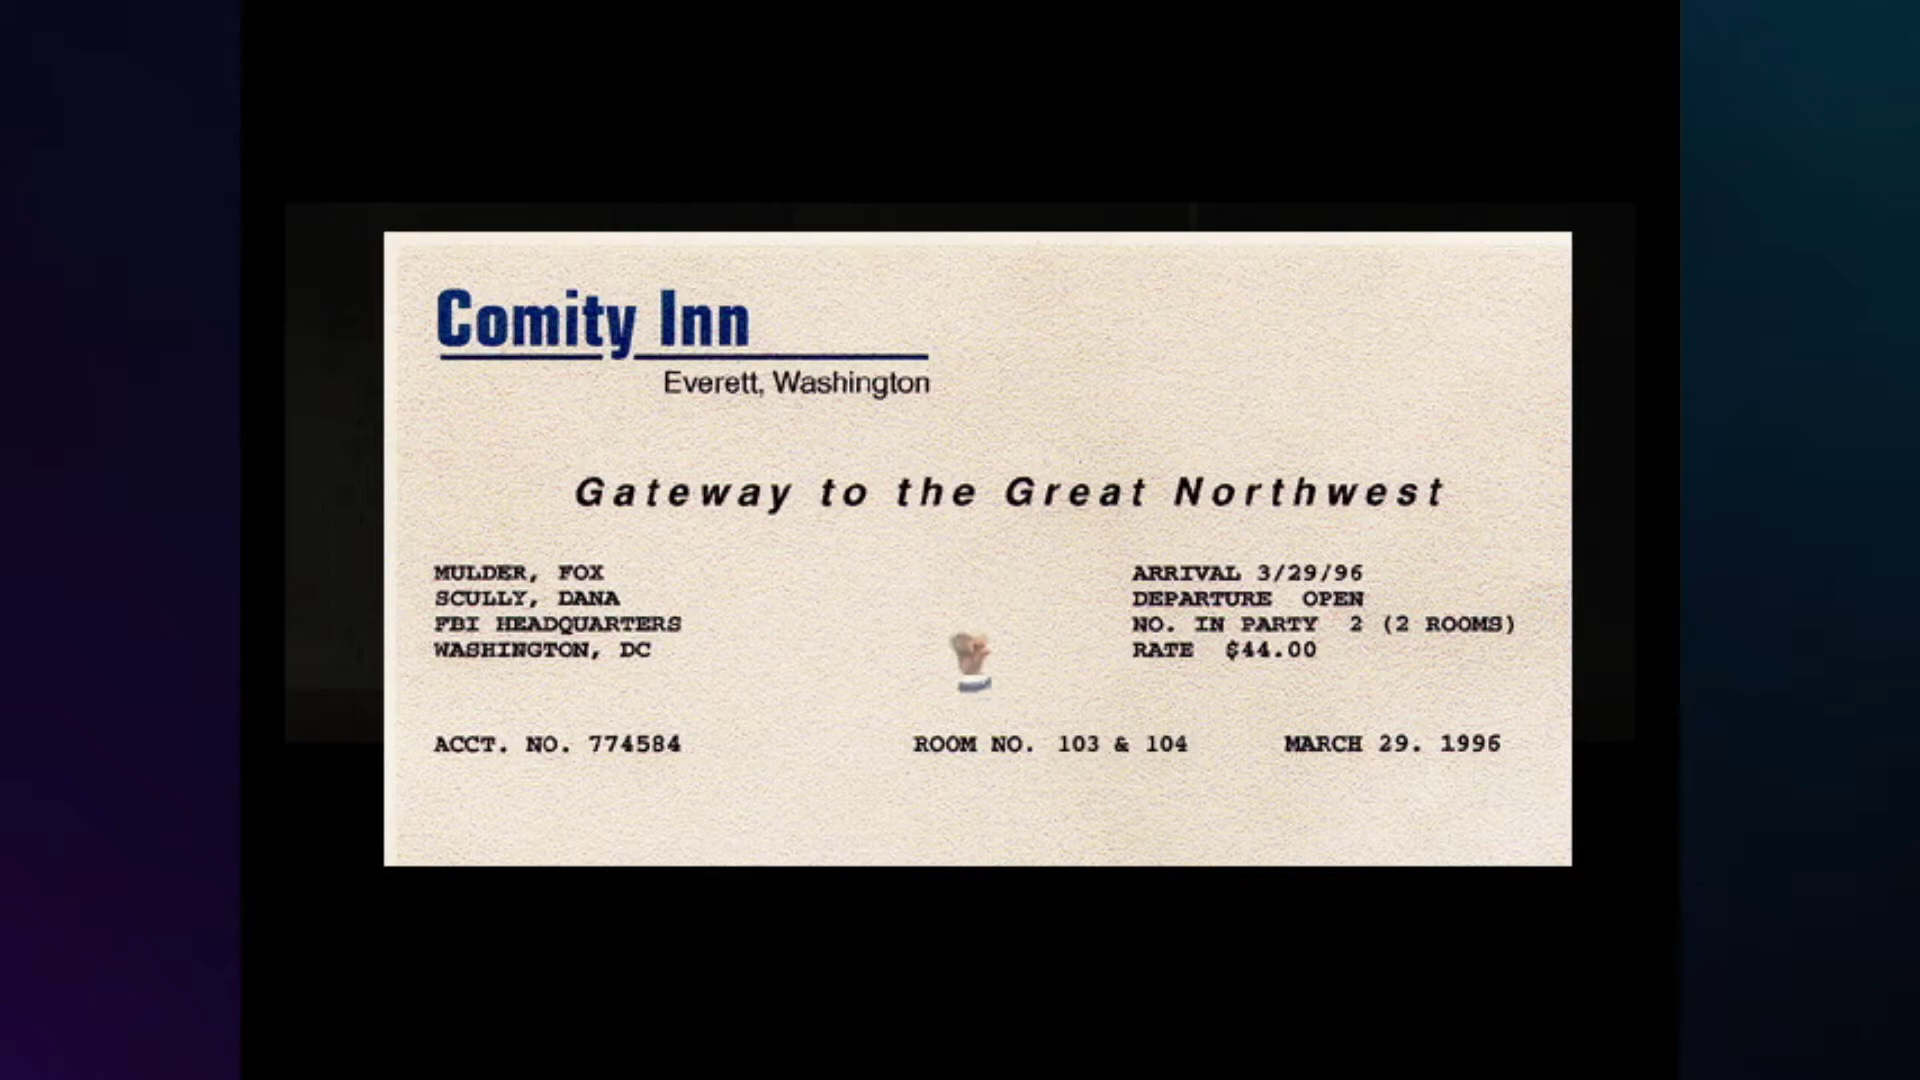 Comity Inn
Everett, Washington
Gateway to the Great Northwest
MULDER, FOX
SCULLY, DANA
FBI HEADQUARTERS
WASHINGTON, DC
ARRIVAL 3/29/96
DEPARTURE OPEN
NO. IN PARTY 2 (2 ROOMS)
RATE $44.00
ACCT. NO. 774584 ROOM NO. 103 & 104 MARCH 29. 1996